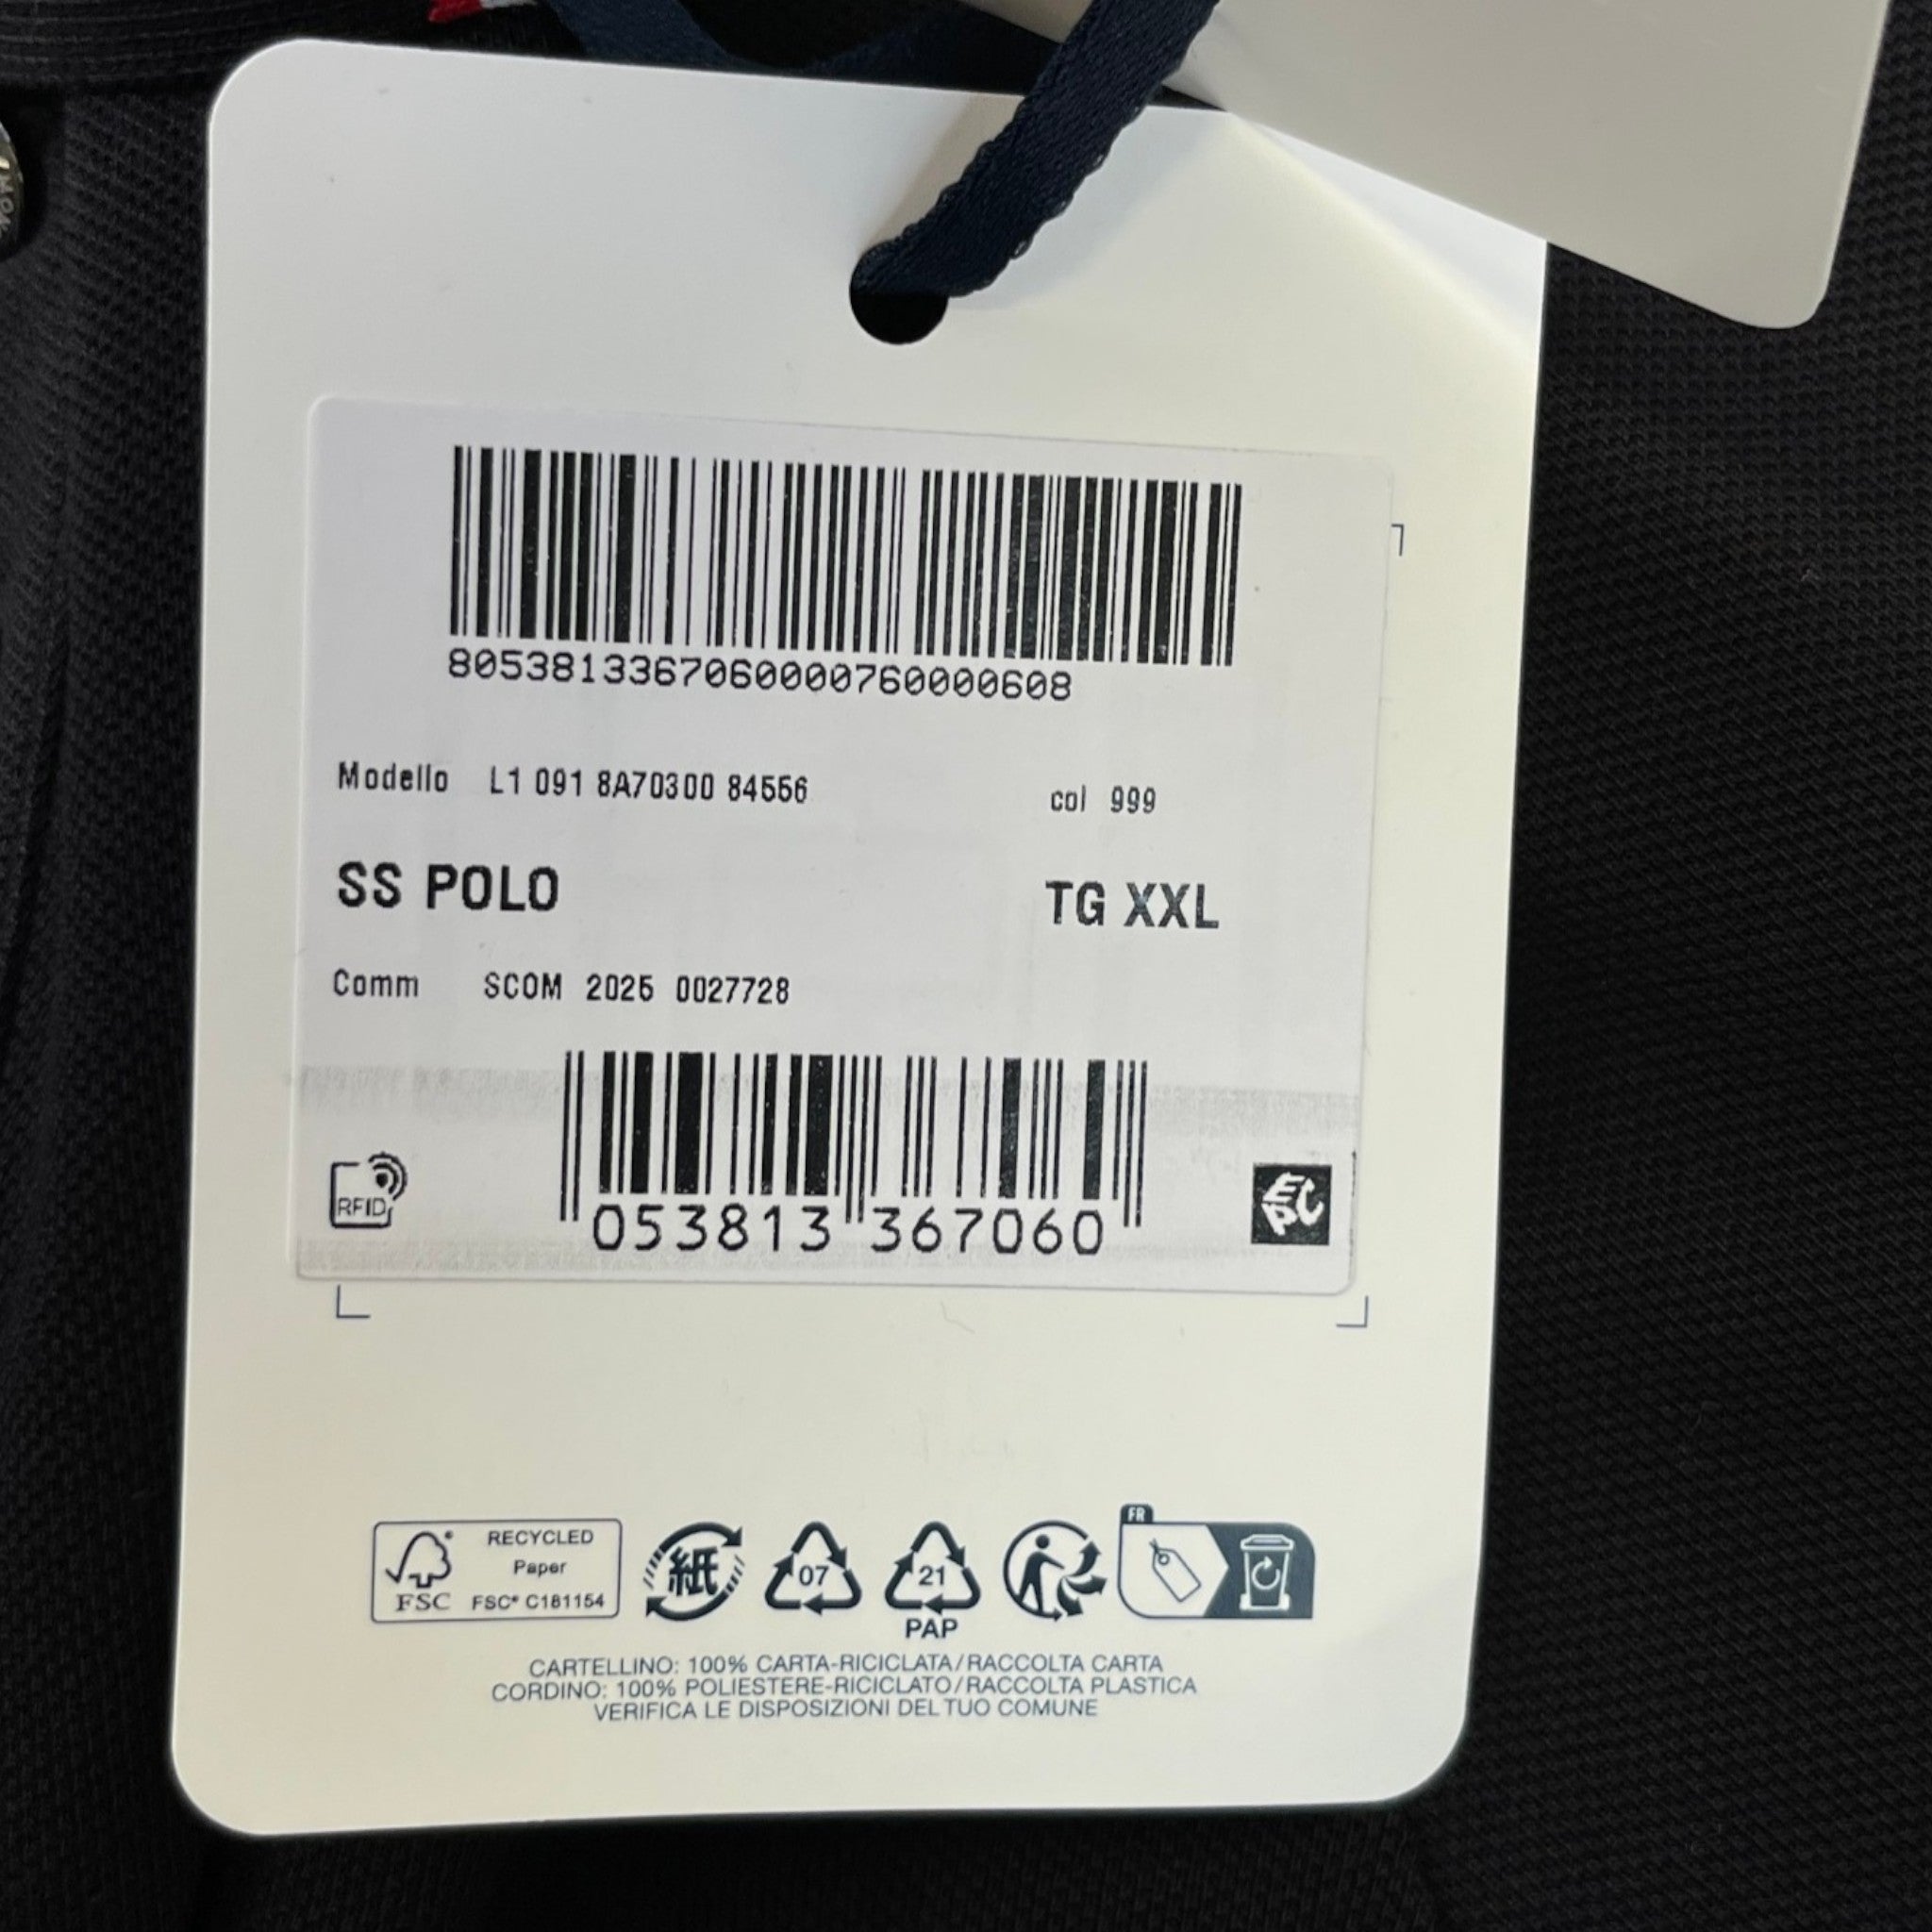 8053813367060000760000608
Modello L1 091 8A70300 84556 col 999
SS POLO TG XXL
Comm SCOM 2025 0027728
RFID
053813 367060
EPC
RECYCLED
Paper
FSC FSC® C181154
紙
07
21
PAP
FR
CARTELLINO: 100% CARTA-RICICLATA/RACCOLTA CARTA
CORDINO: 100% POLIESTERE-RICICLATO/RACCOLTA PLASTICA
VERIFICA LE DISPOSIZIONI DEL TUO COMUNE